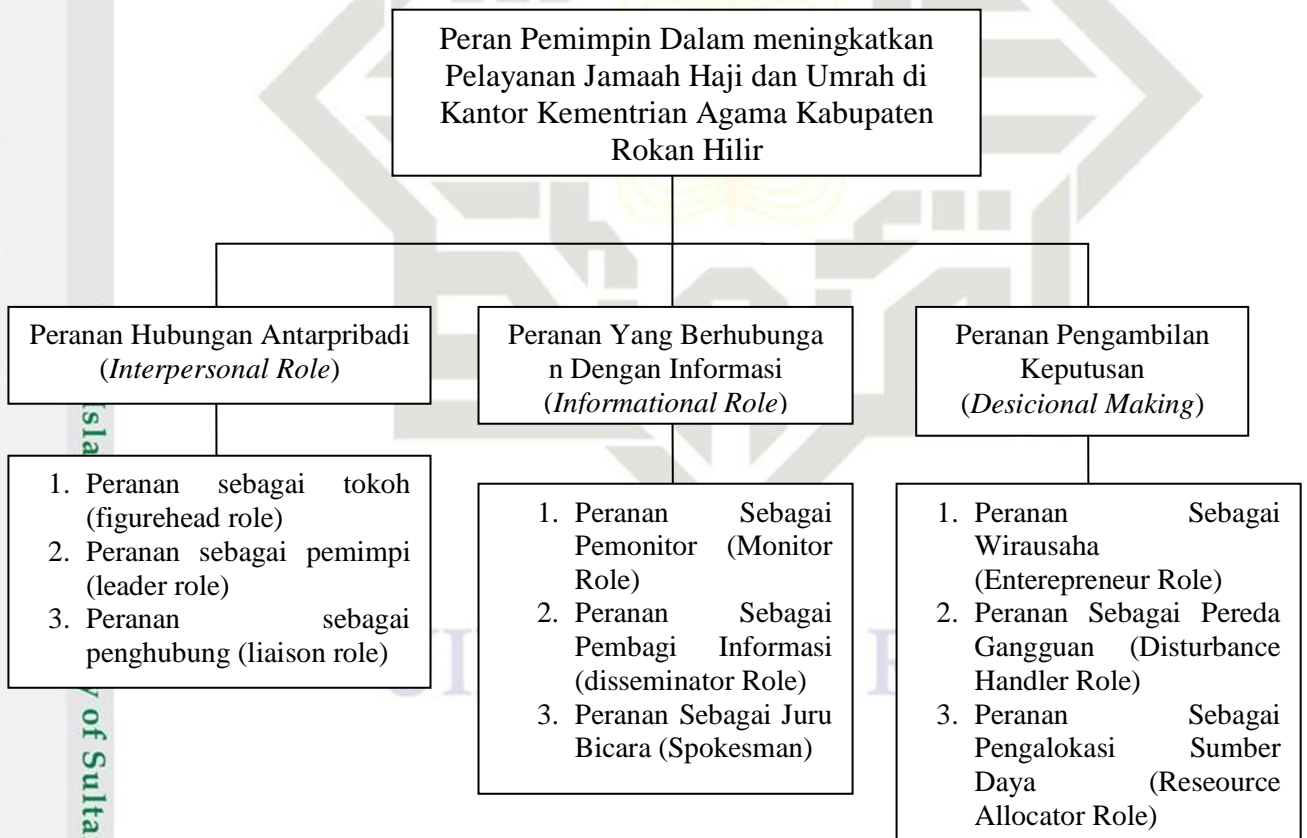 Peran Pemimpin Dalam meningkatkan
Pelayanan Jamaah Haji dan Umrah di
Kantor Kementrian Agama Kabupaten
Rokan Hilir
Peranan Hubungan Antarpribadi
(Interpersonal Role)
Peranan Yang Berhubunga
n Dengan Informasi
(Informational Role)
Peranan Pengambilan
Keputusan
(Desicional Making)
1. Peranan sebagai tokoh
(figurehead role)
2. Peranan sebagai pemimpi
(leader role)
3. Peranan sebagai
penghubung (liaison role)
1. Peranan Sebagai
Pemonitor (Monitor
Role)
2. Peranan Sebagai
Pembagi Informasi
(disseminator Role)
3. Peranan Sebagai Juru
Bicara (Spokesman)
1. Peranan Sebagai
Wirausaha
(Enterepreneur Role)
2. Peranan Sebagai Pereda
Gangguan (Disturbance
Handler Role)
3. Peranan Sebagai
Pengalokasi Sumber
Daya (Reseource
Allocator Role)
of Sulta